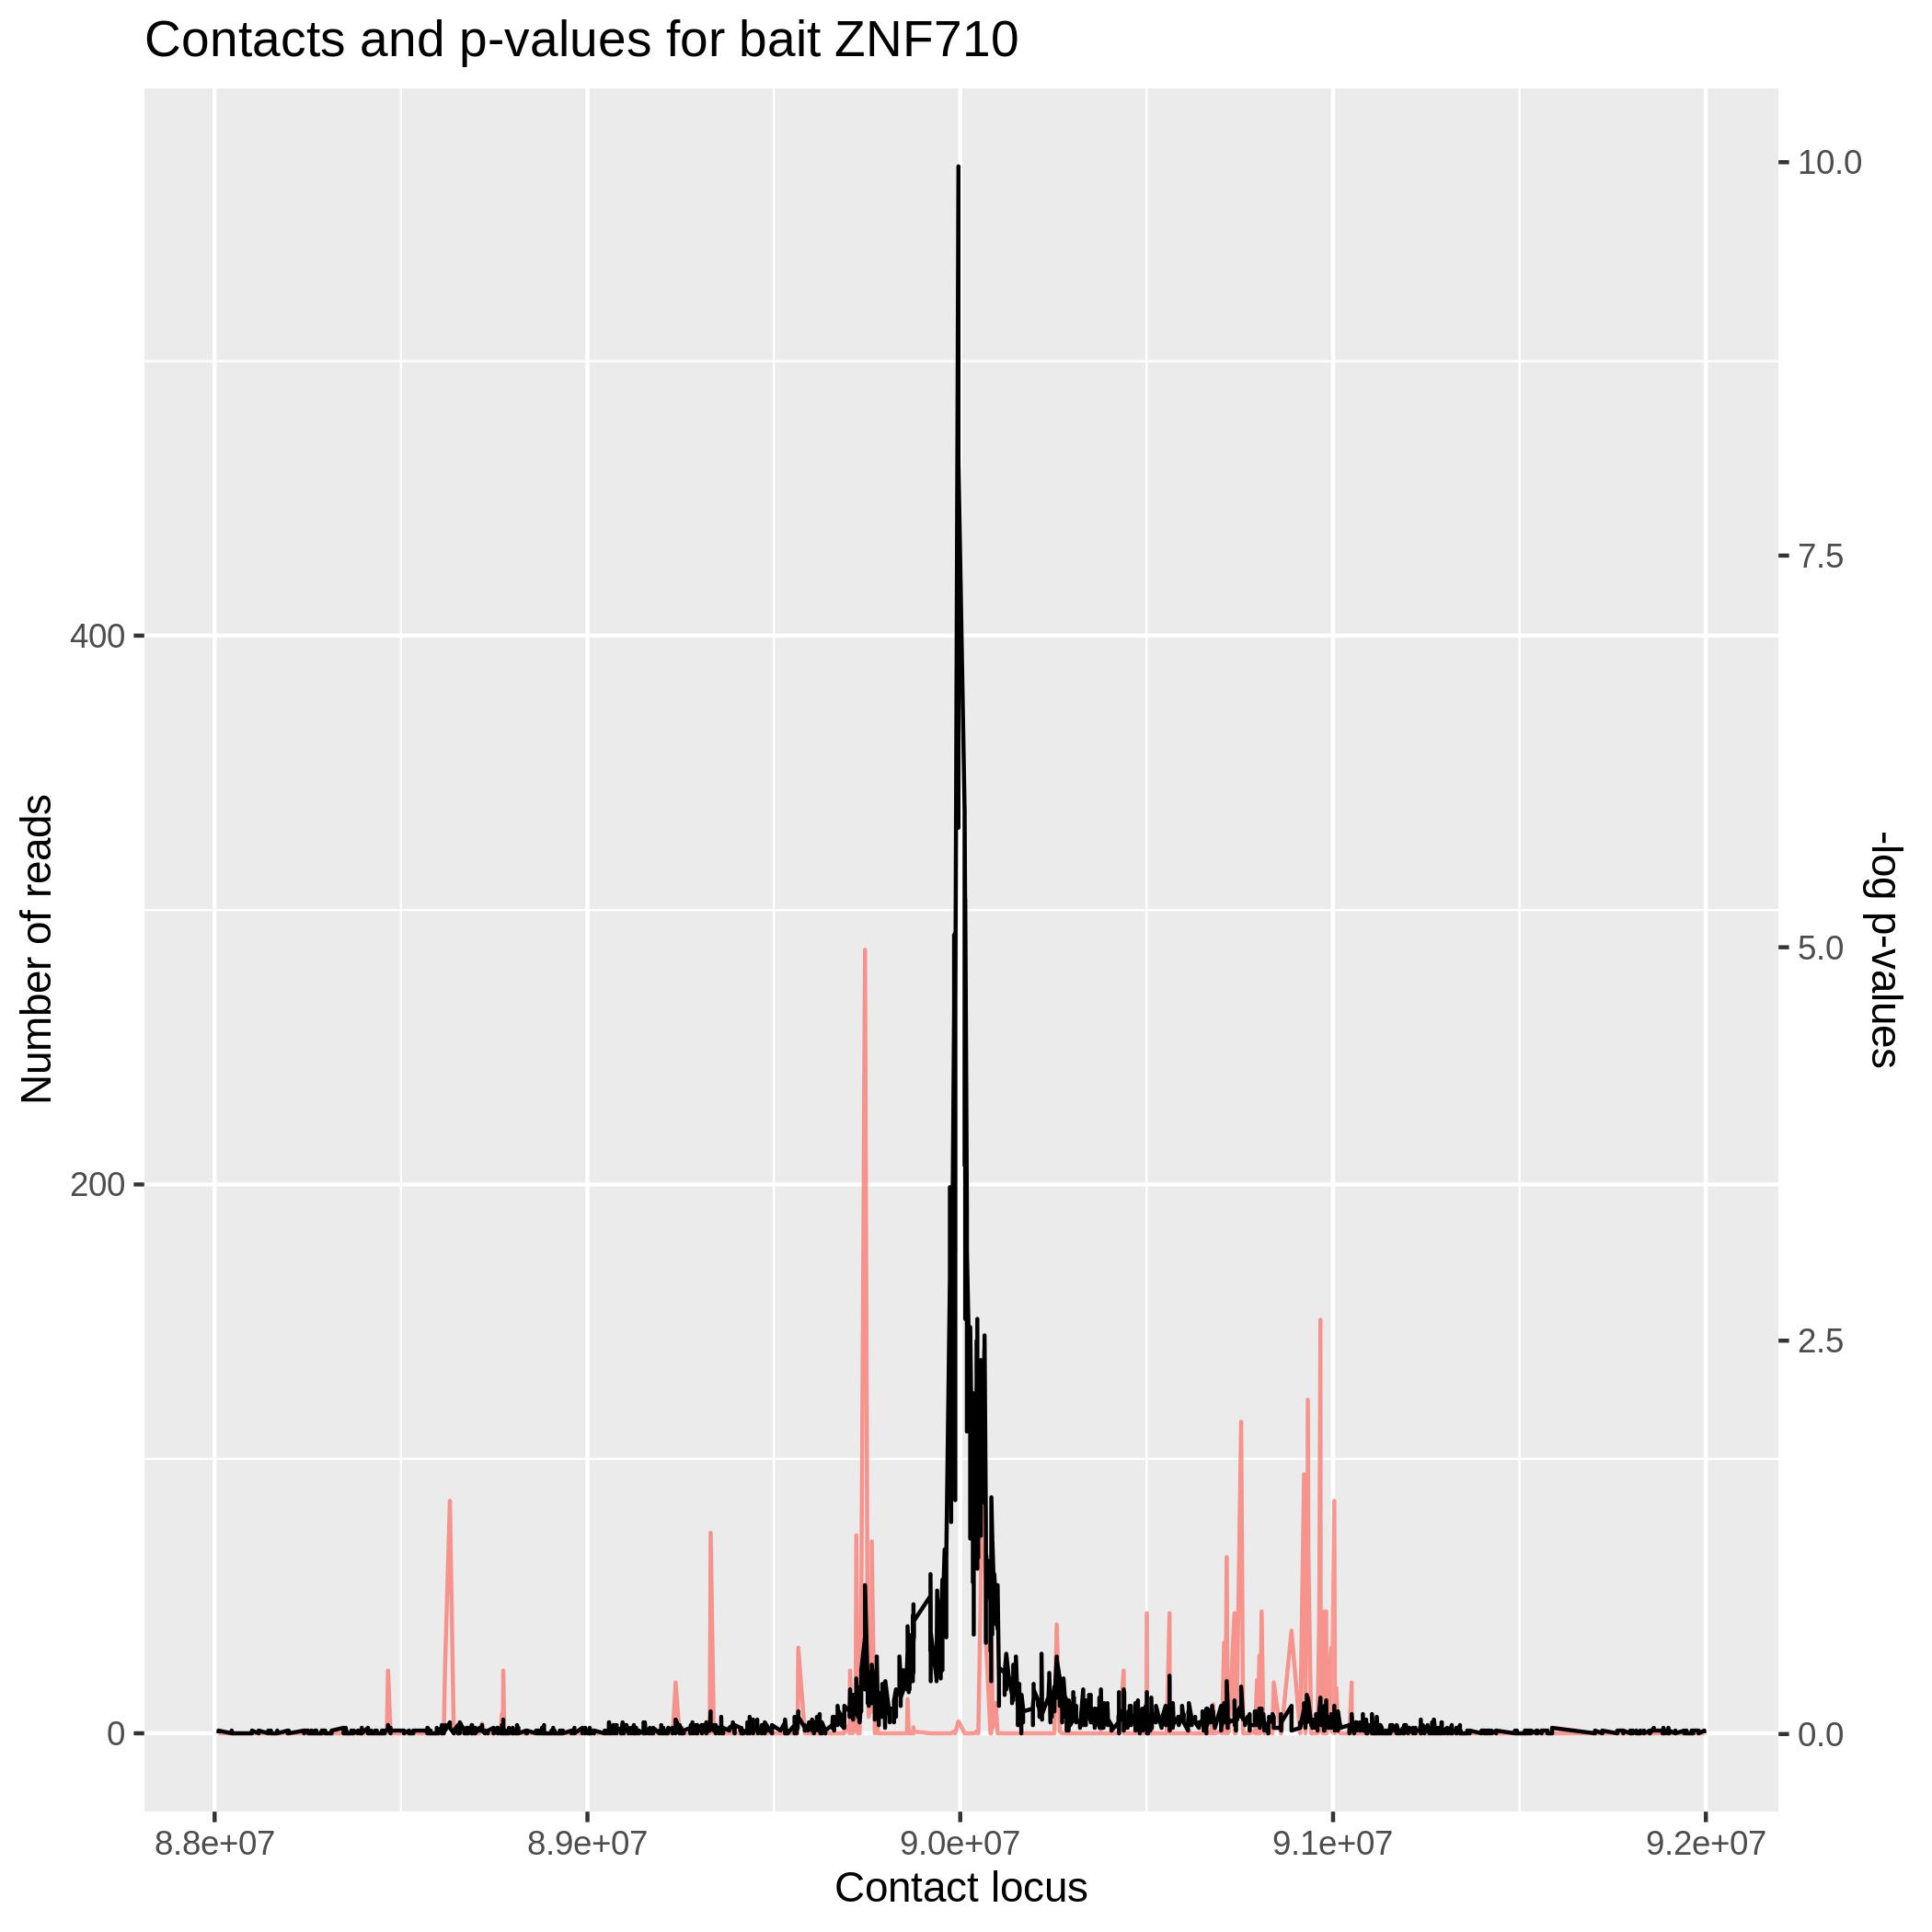 Contacts and p-values for bait ZNF710
Number of reads
400
200
0
10.0
7.5
5.0
2.5
0.0
-log p-values
8.8e+07 8.9e+07 9.0e+07 9.1e+07 9.2e+07
Contact locus